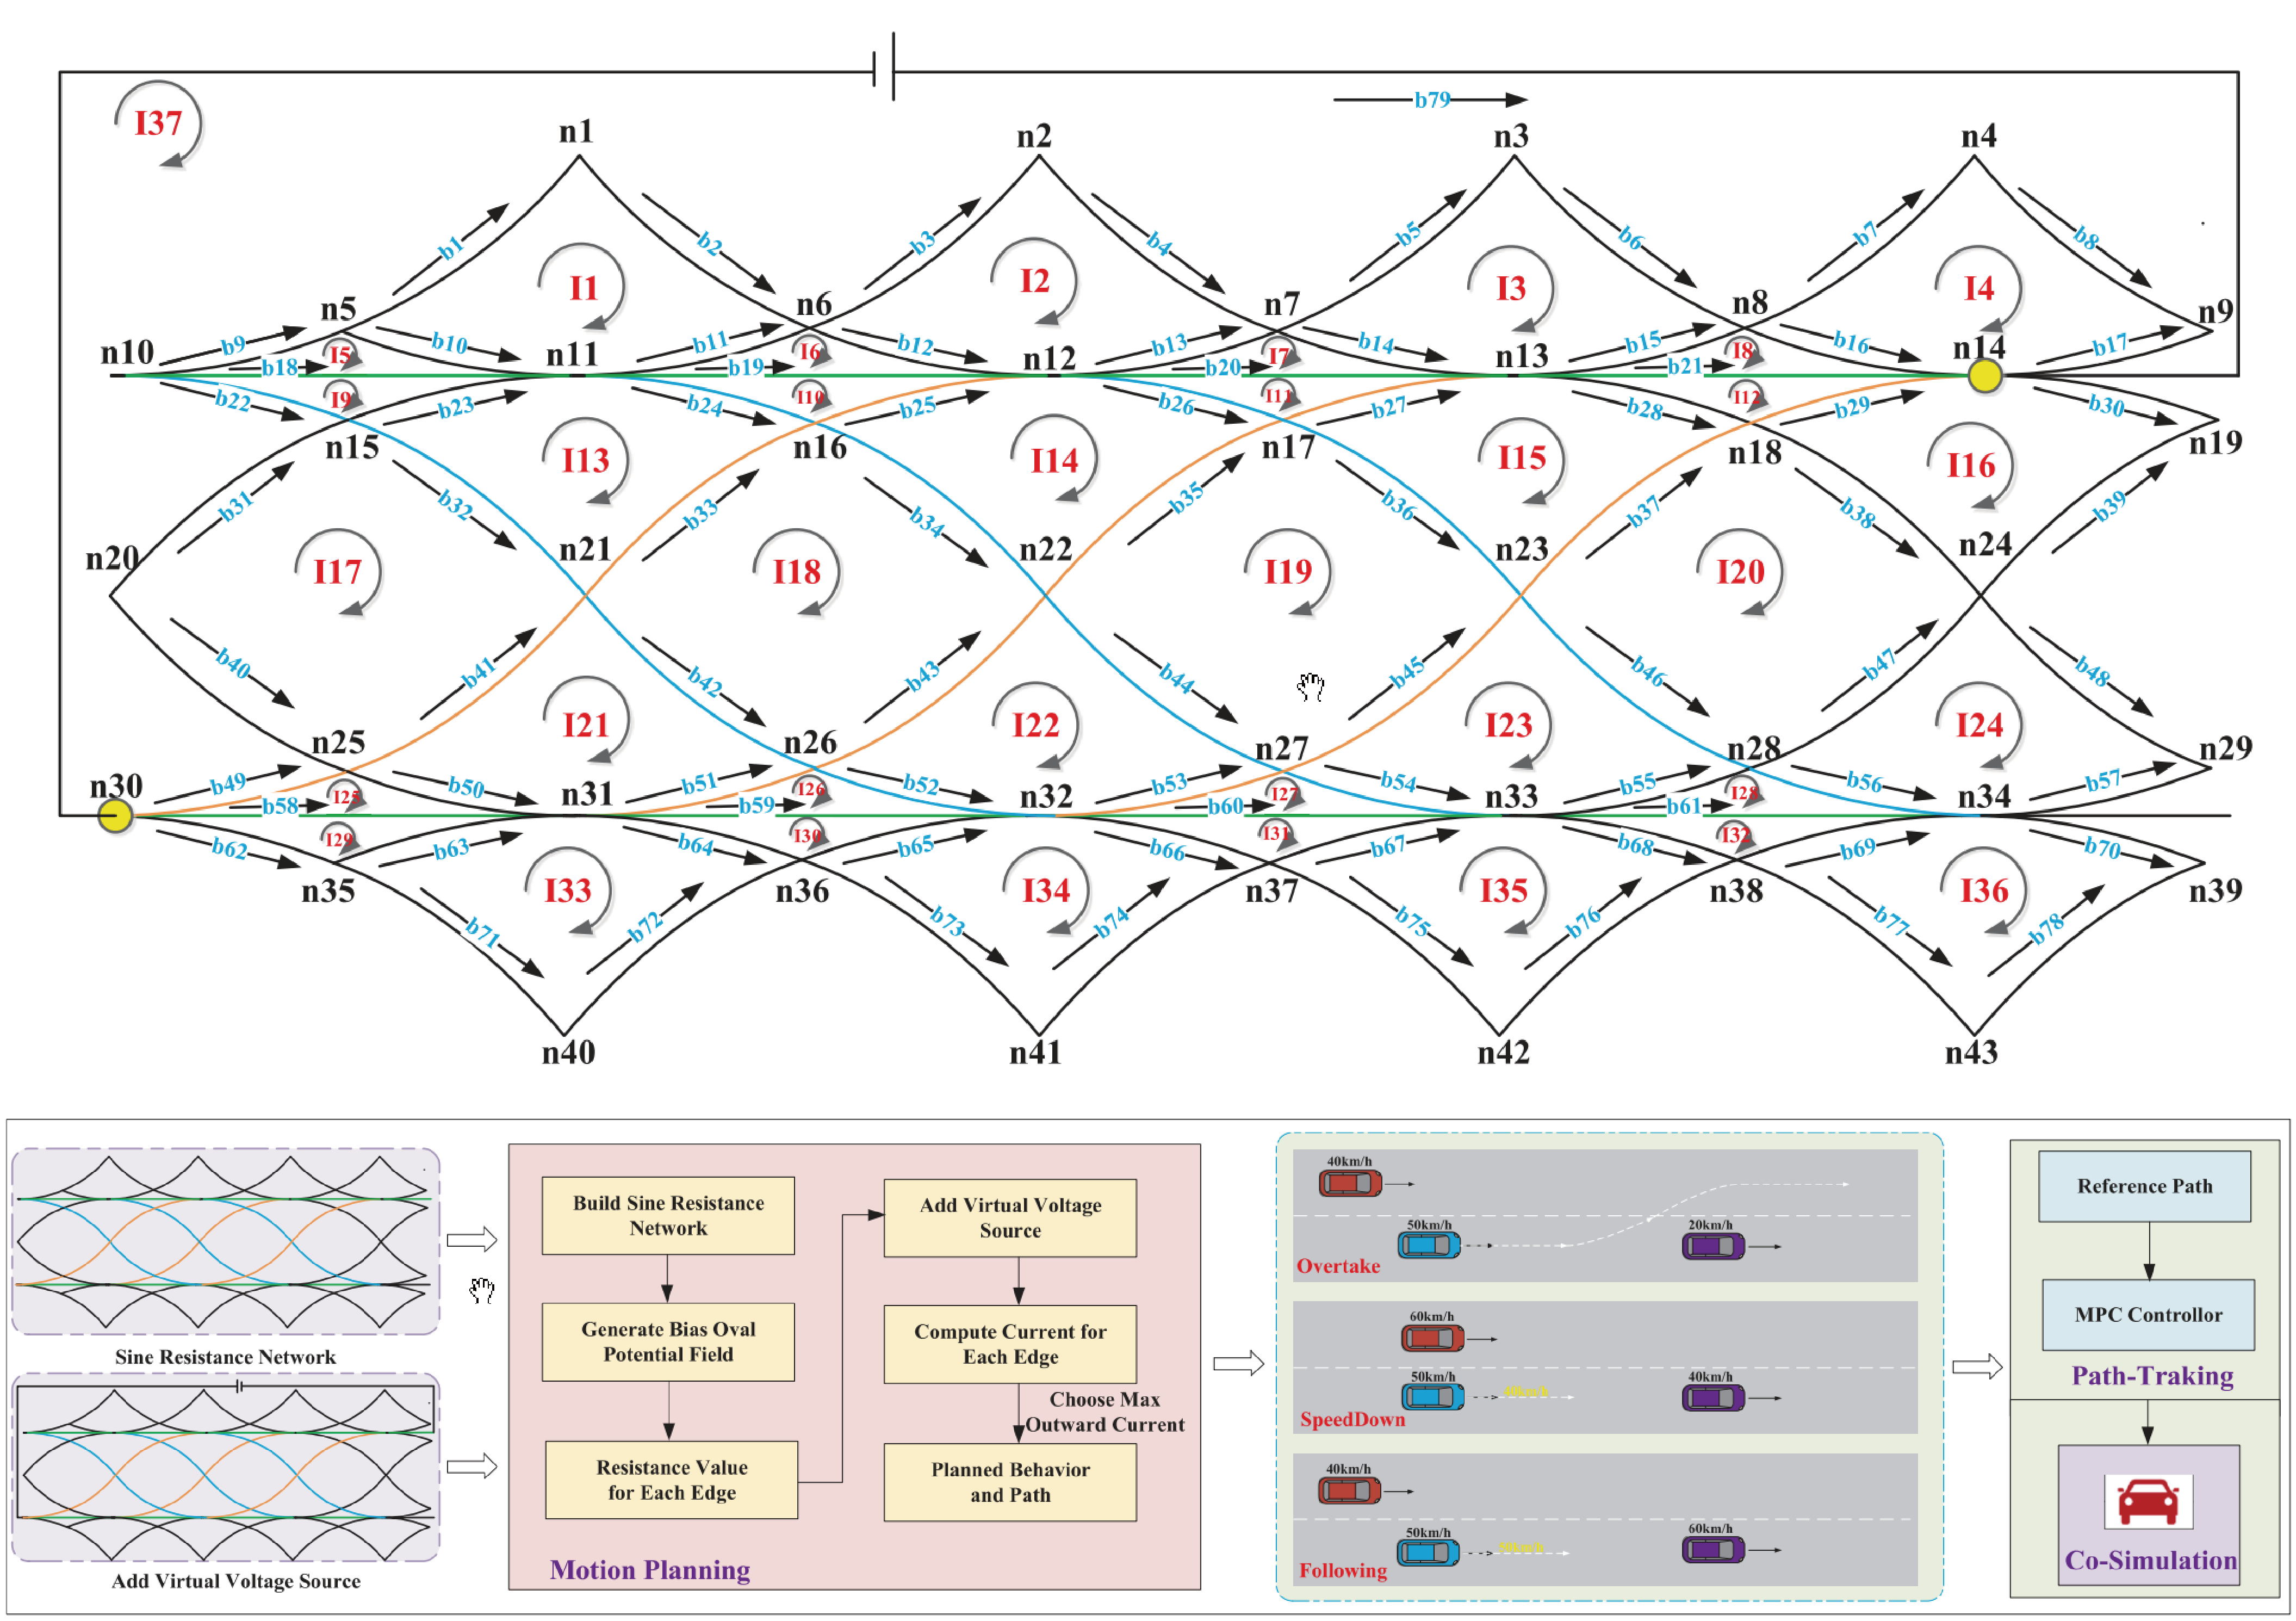 b79
I37
n1
n2
n3
n4
b1
b2
b3
b4
b5
b6
b7
b8
I1
I2
I3
I4
n5
n6
n7
n8
n9
n10
b9
b10
n11
b11
b12
n12
b13
b14
n13
b15
b16
n14
b17
I5
I6
I7
I8
b18
b19
b20
b21
b22
I9
b23
b24
I10
b25
b26
I11
b27
b28
I12
b29
b30
n15
n16
n17
n18
n19
I13
I14
I15
I16
b31
b32
b33
b34
b35
b36
b37
b38
b39
n20
n21
n22
n23
n24
I17
I18
I19
I20
b40
b41
b42
b43
b44
b45
b46
b47
b48
I21
I22
I23
I24
n25
n26
n27
n28
n29
n30
b49
b50
n31
b51
b52
n32
b53
b54
n33
b55
b56
n34
b57
I25
I26
I27
I28
b58
b59
b60
b61
b62
I29
b63
b64
I30
b65
b66
I31
b67
b68
I32
b69
b70
n35
n36
n37
n38
n39
I33
I34
I35
I36
b71
b72
b73
b74
b75
b76
b77
b78
n40
n41
n42
n43
Sine Resistance Network
Add Virtual Voltage Source
Build Sine Resistance
Network
Generate Bias Oval
Potential Field
Resistance Value
for Each Edge
Add Virtual Voltage
Source
Compute Current for
Each Edge
Choose Max
Outward Current
Planned Behavior
and Path
Motion Planning
40km/h
50km/h
20km/h
Overtake
60km/h
50km/h
40km/h
40km/h
SpeedDown
40km/h
50km/h
60km/h
Following
Reference Path
MPC Controllor
Path-Traking
Co-Simulation